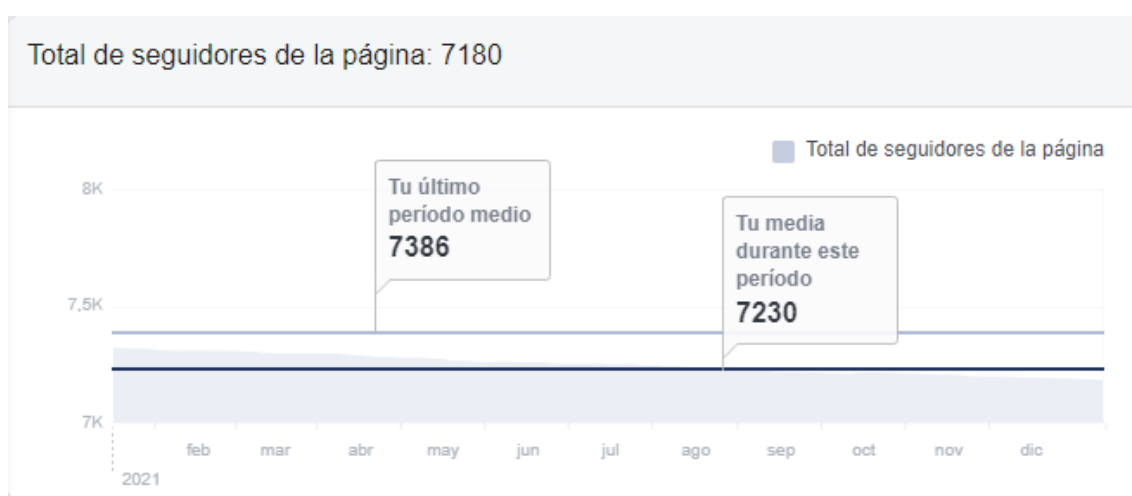 Total de seguidores de la página: 7180
Total de seguidores de la página
8K
Tu último
período medio
7386
Tu media
durante este
período
7230
7,5K
7K
feb mar abr may jun jul ago sep oct nov dic
2021